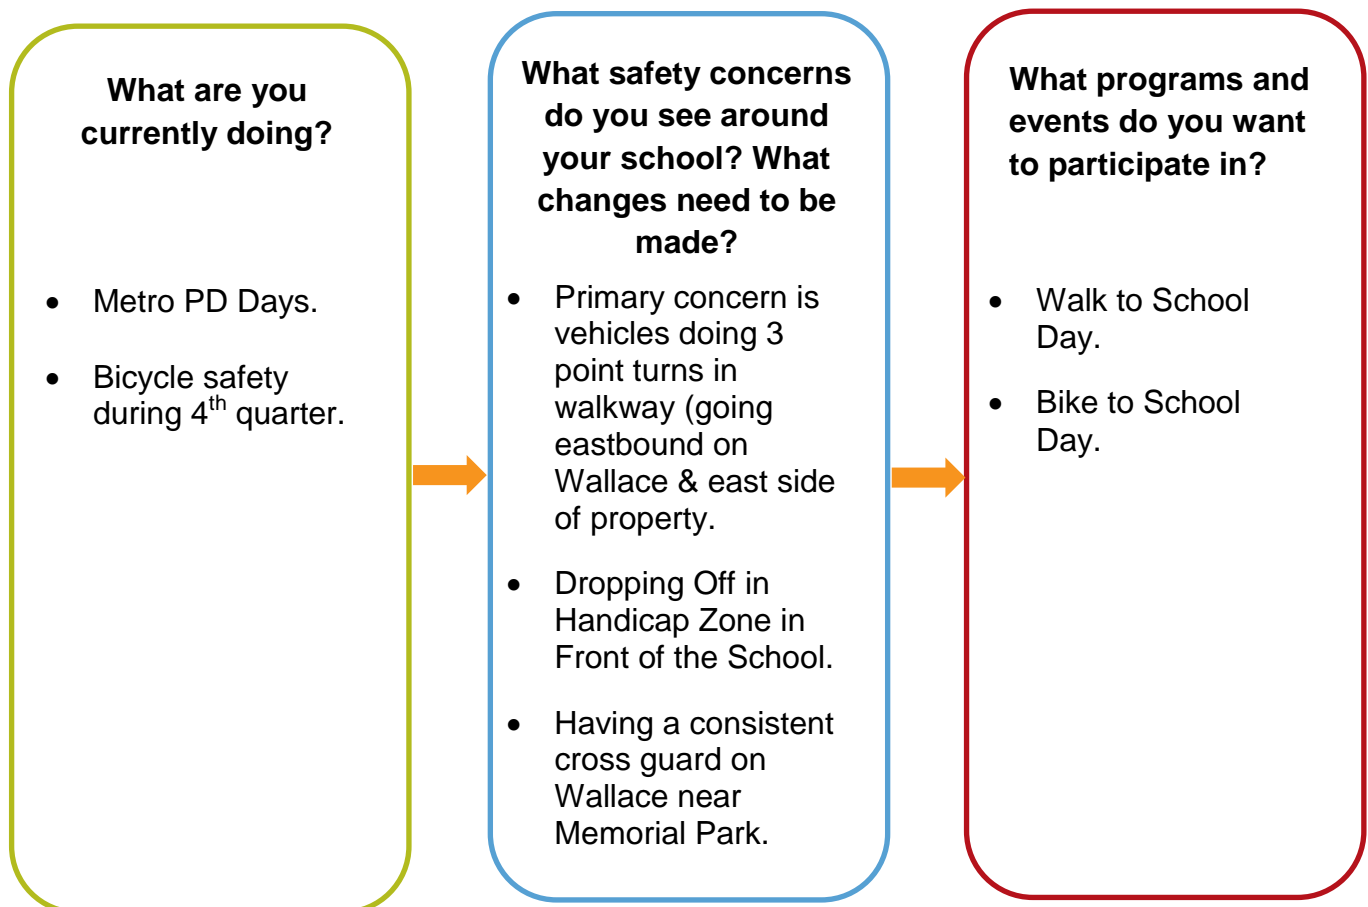 What are you
currently doing?
• Metro PD Days.
• Bicycle safety
during 4th quarter.
What safety concerns
do you see around
your school? What
changes need to be
made?
• Primary concern is
vehicles doing 3
point turns in
walkway (going
eastbound on
Wallace & east side
of property.
• Dropping Off in
Handicap Zone in
Front of the School.
• Having a consistent
cross guard on
Wallace near
Memorial Park.
What programs and
events do you want
to participate in?
• Walk to School
Day.
• Bike to School
Day.